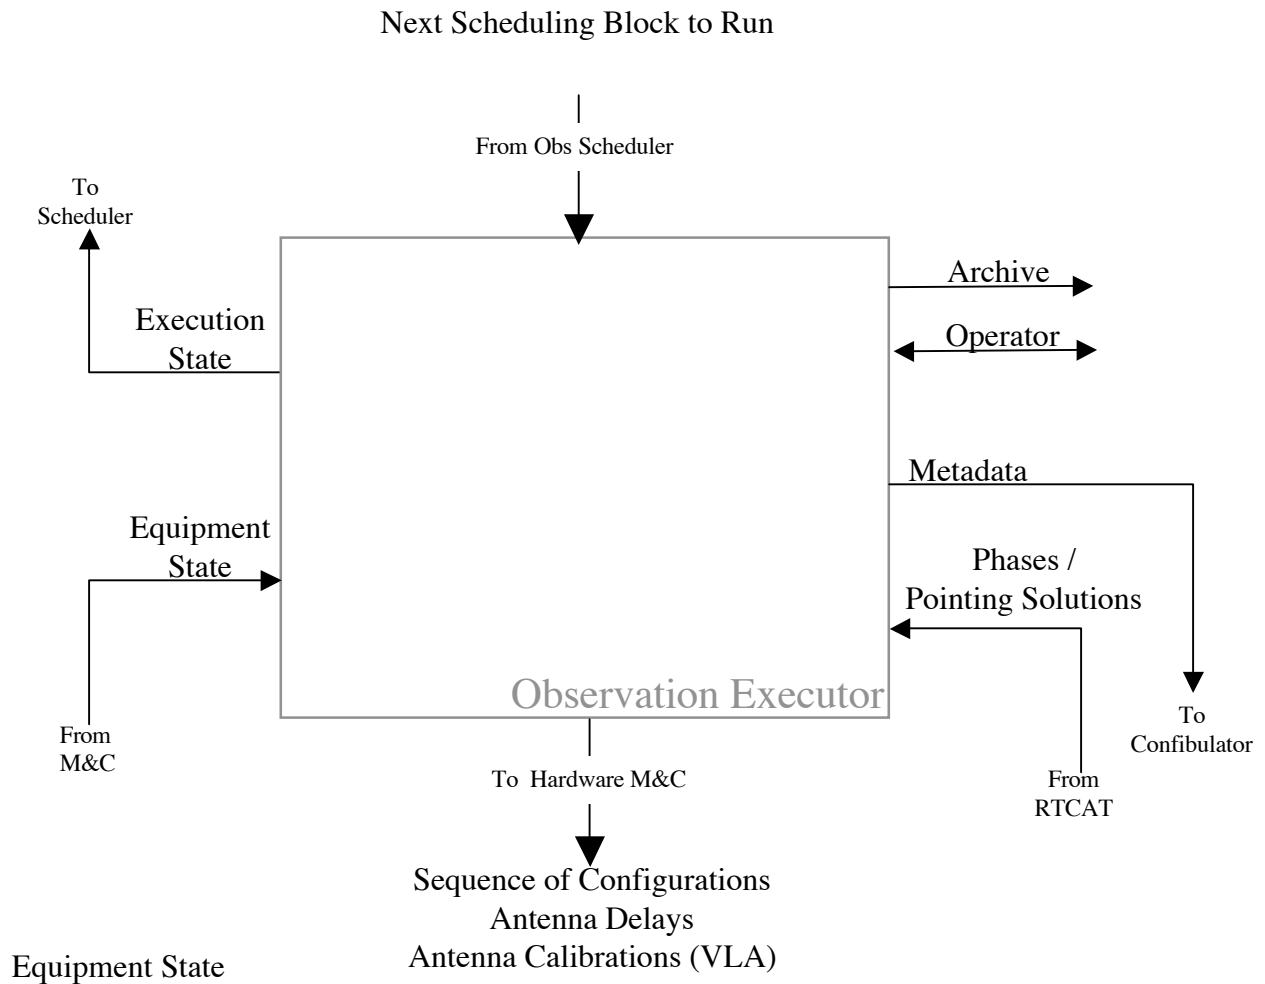 Next Scheduling Block to Run
From Obs Scheduler
To
Scheduler
Archive
Execution
State
Operator
Metadata
Equipment
State
Phases /
Pointing Solutions
Observation Executor
From
M&C
To
Confibulator
To Hardware M&C
From
RTCAT
Sequence of Configurations
Antenna Delays
Antenna Calibrations (VLA)
Equipment State